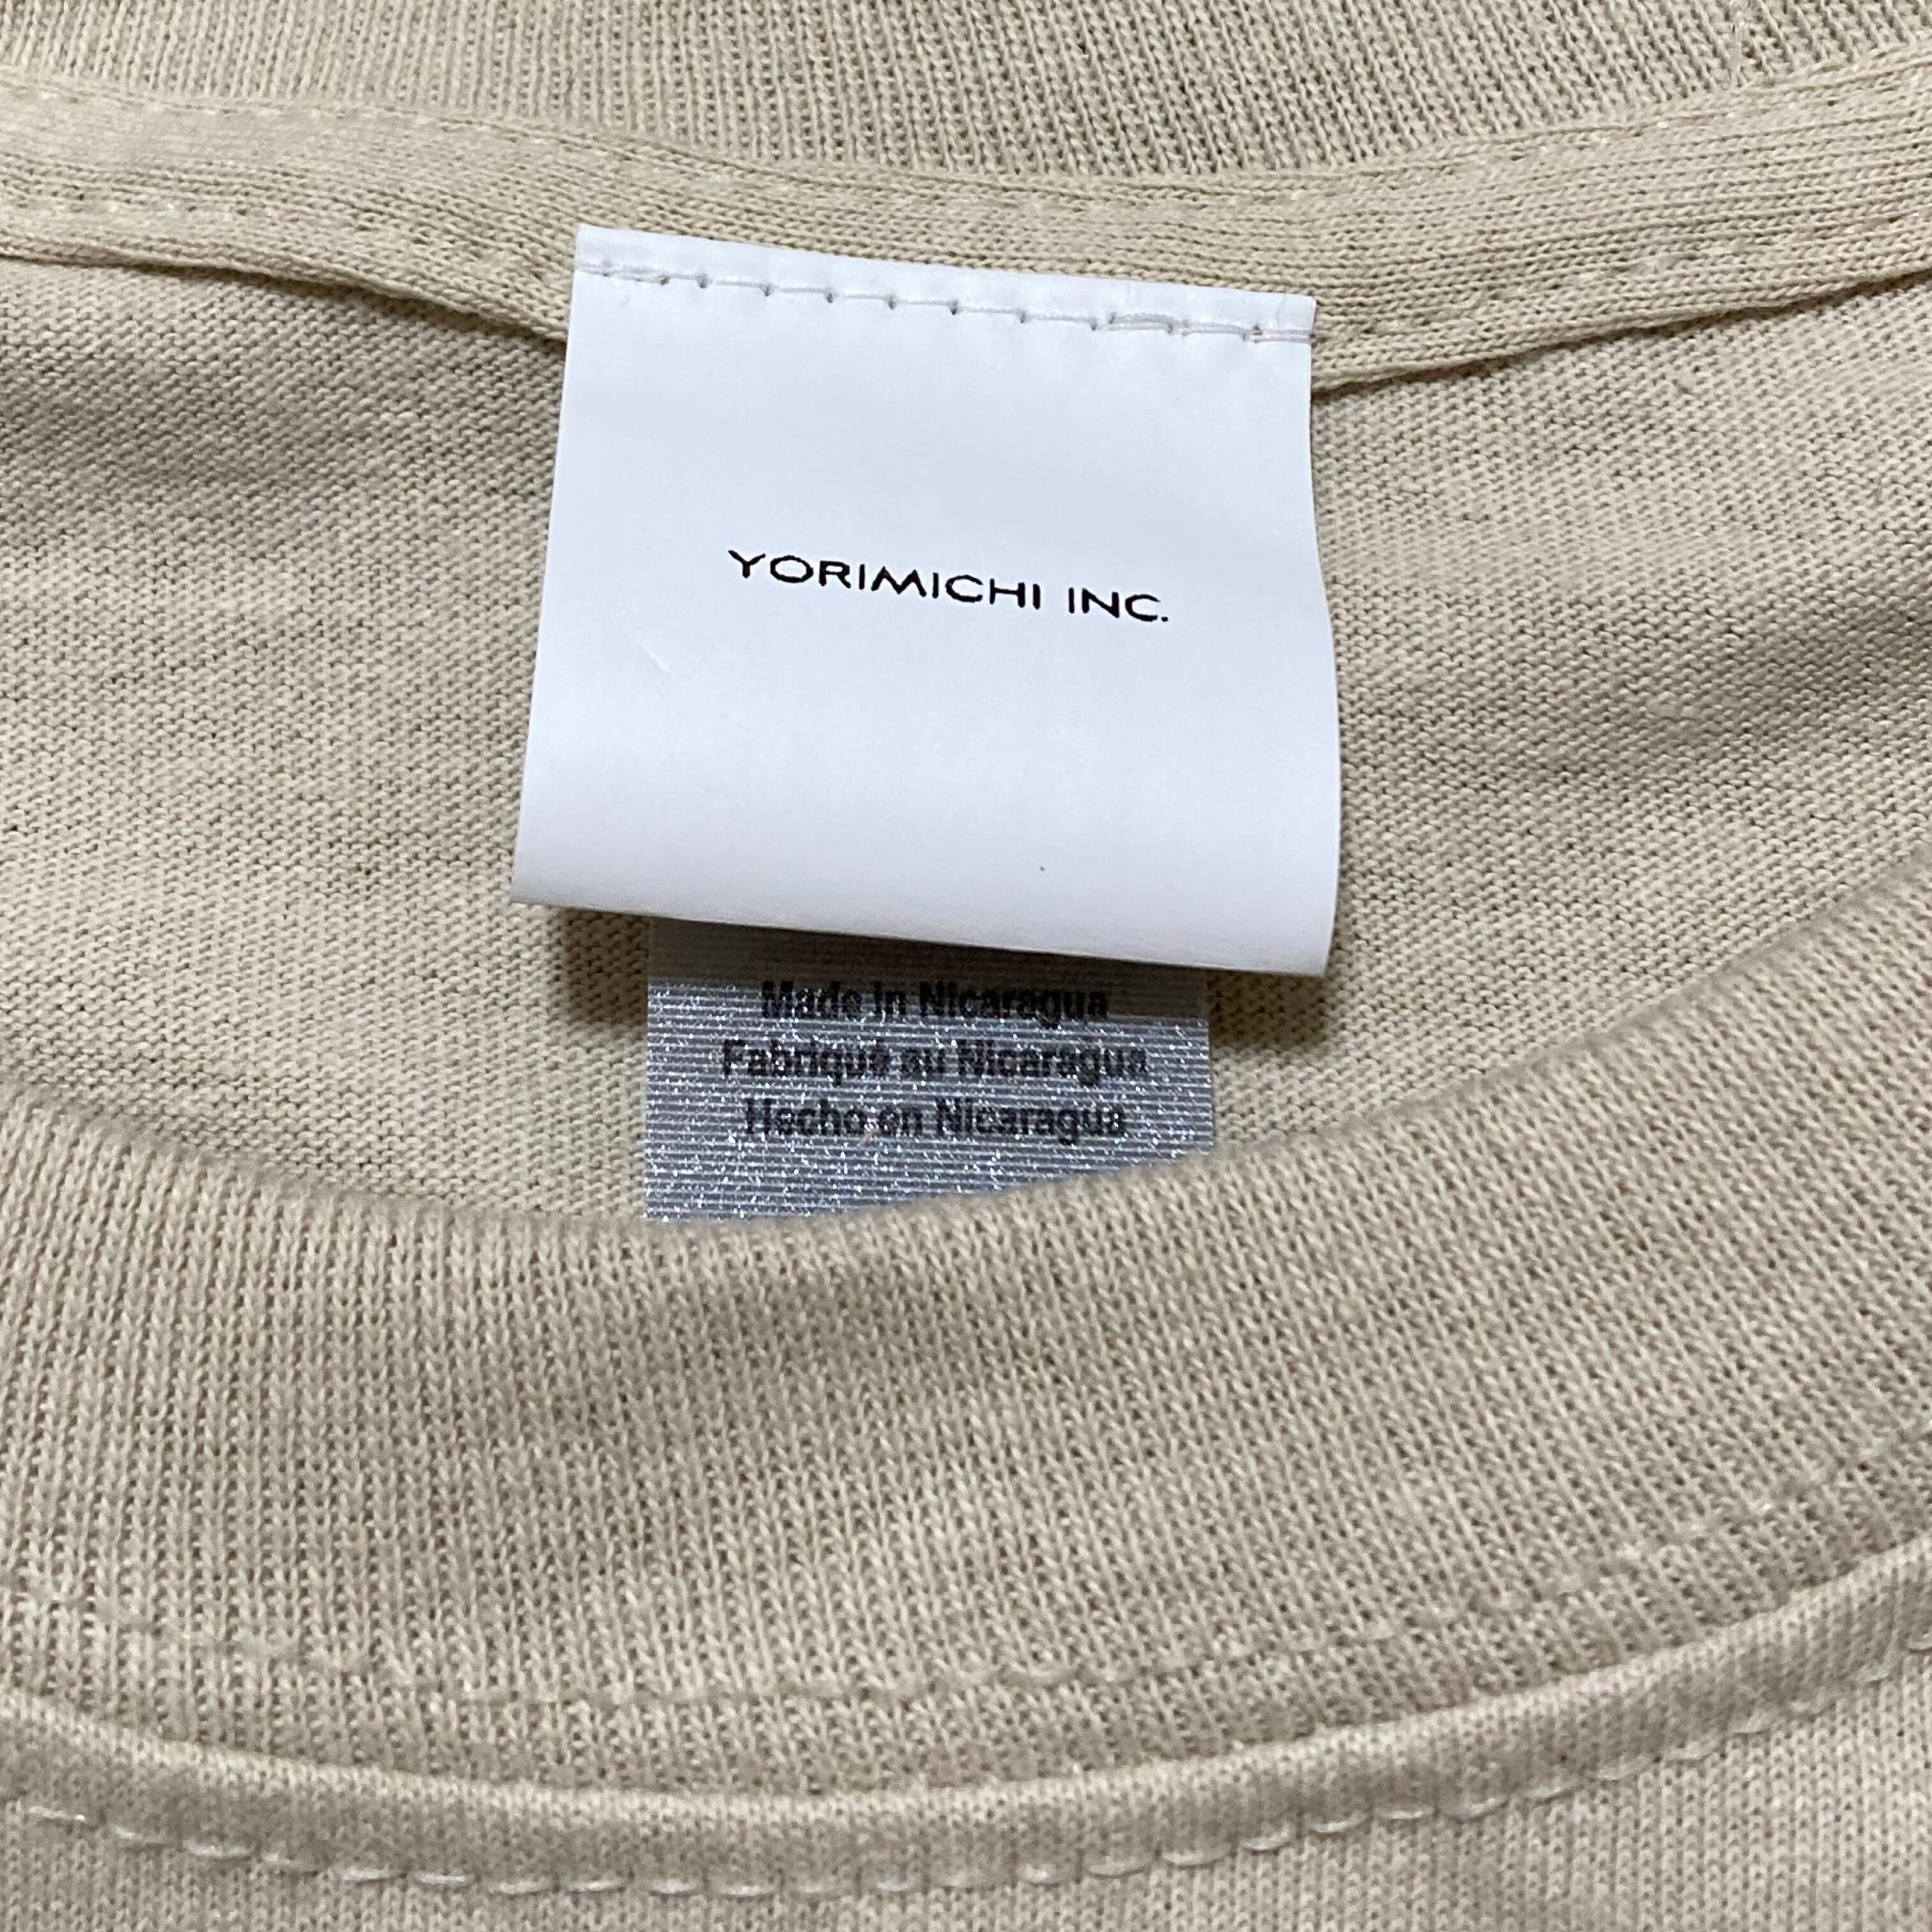 YORIMICHI INC.
Made in Nicaragua
Fabriqué au Nicaragua
Hecho en Nicaragua